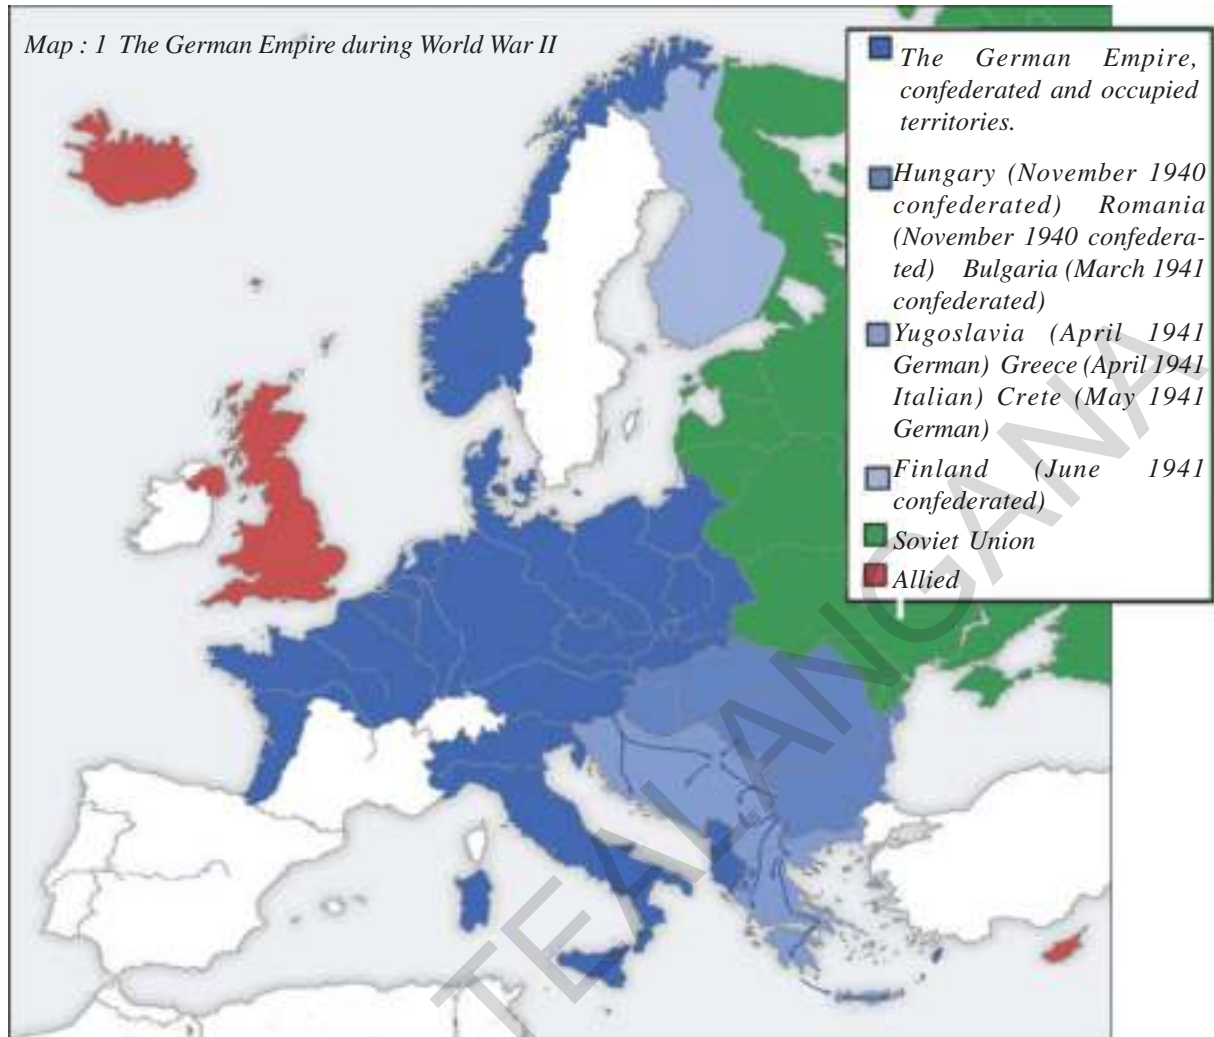 Map : 1 The German Empire during World War II
The German Empire,
confederated and occupied
territories.
Hungary (November 1940
confederated) Romania
(November 1940 confedera-
ted) Bulgaria (March 1941
confederated)
Yugoslavia (April 1941
German) Greece (April 1941
Italian) Crete (May 1941
German)
Finland (June 1941
confederated)
Soviet Union
Allied
TEALANGANA